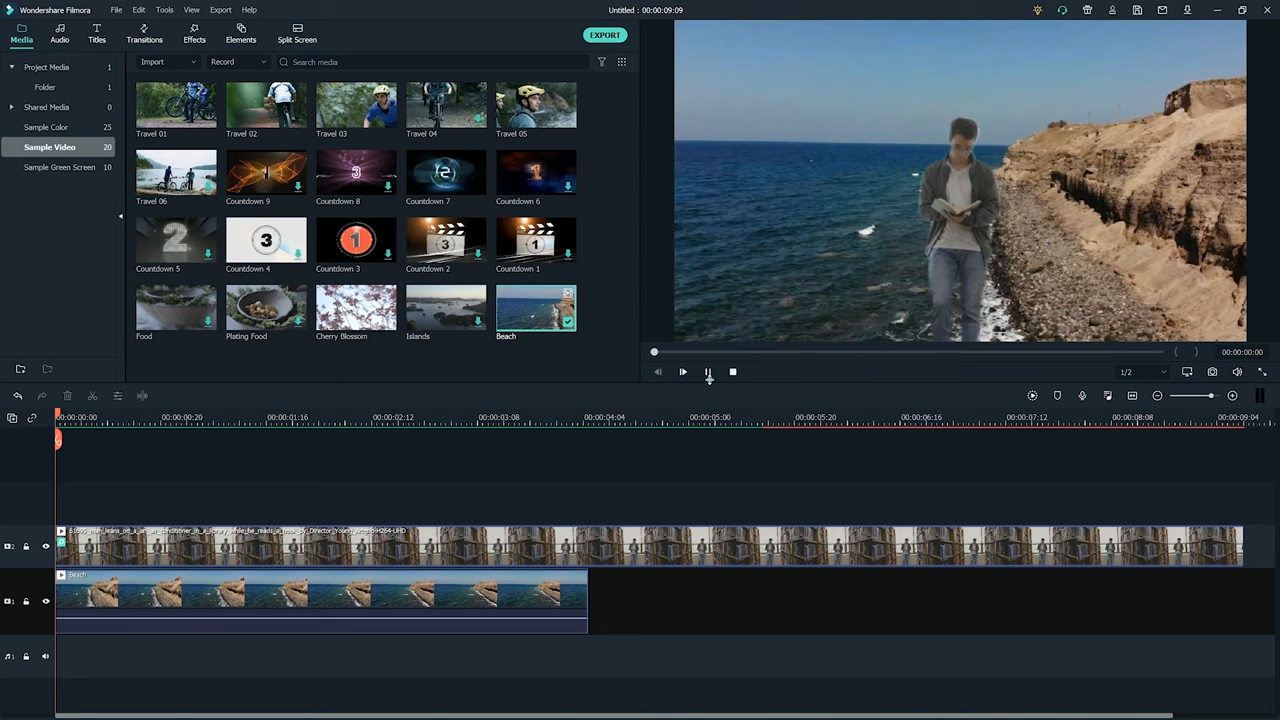 Wondershare Filmora
File Edit Tools View Export Help
Untitled : 00:00:09:09
Media Audio Titles Transitions Effects Elements Split Screen
EXPORT
Project Media 1
Folder 1
Shared Media 0
Sample Color 25
Sample Video 20
Sample Green Screen 10
Import Record Search media
Travel 01 Travel 02 Travel 03 Travel 04 Travel 05
Travel 06 Countdown 9 Countdown 8 Countdown 7 Countdown 6
Countdown 5 Countdown 4 Countdown 3 Countdown 2 Countdown 1
Food Plating Food Cherry Blossom Islands Beach
00:00:00:00
1/2
00:00:00:00 00:00:00:20 00:00:01:16 00:00:02:12 00:00:03:08 00:00:04:04 00:00:05:00 00:00:05:20 00:00:06:16 00:00:07:12 00:00:08:08 00:00:09:04
2
Beach
1
1